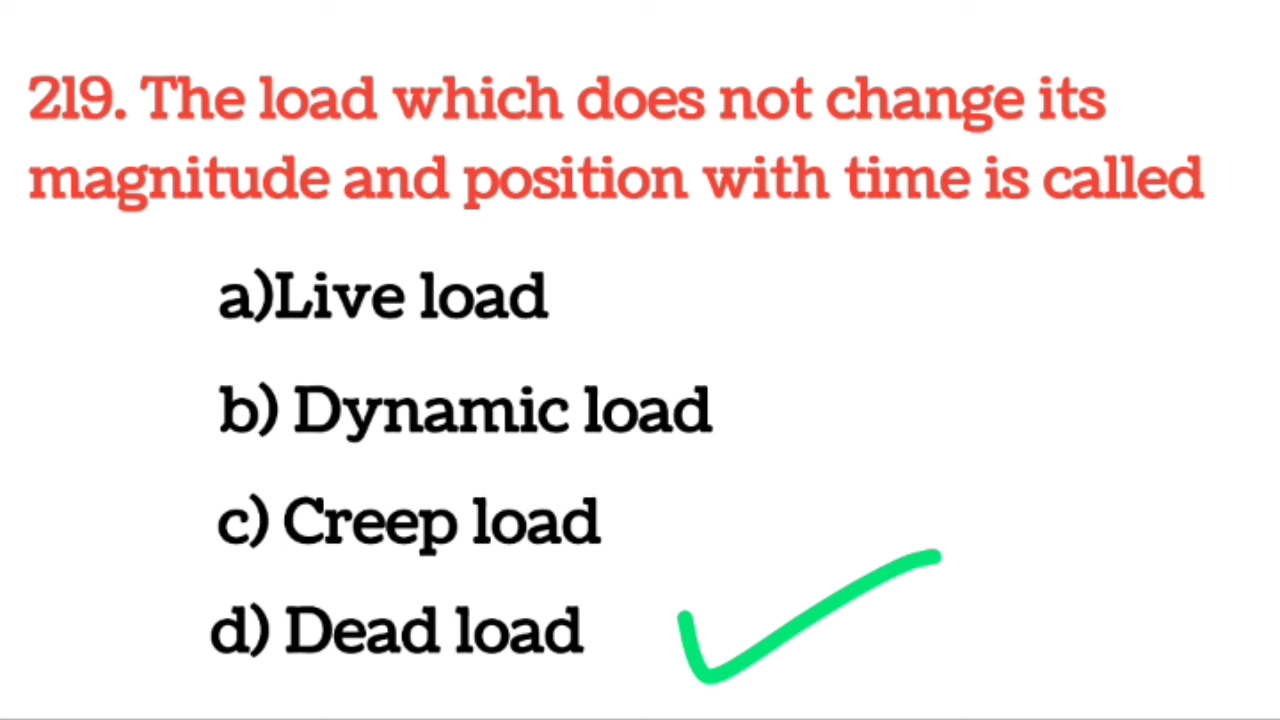 219. The load which does not change its
magnitude and position with time is called
a)Live load
b) Dynamic load
c) Creep load
d) Dead load